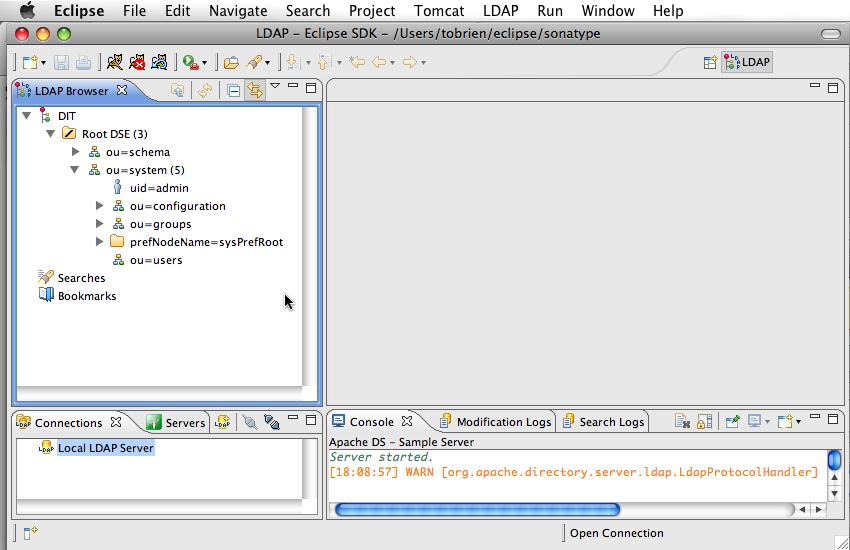 Eclipse File Edit Navigate Search Project Tomcat LDAP Run Window Help
LDAP - Eclipse SDK - /Users/tobrien/eclipse/sonatype
LDAP
LDAP Browser
DIT
Root DSE (3)
ou=schema
ou=system (5)
uid=admin
ou=configuration
ou=groups
prefNodeName=sysPrefRoot
ou=users
Searches
Bookmarks
Connections Servers
Local LDAP Server
Console Modification Logs Search Logs
Apache DS - Sample Server
Server started.
[18:08:57] WARN [org.apache.directory.server.ldap.LdapProtocolHandler]
Open Connection